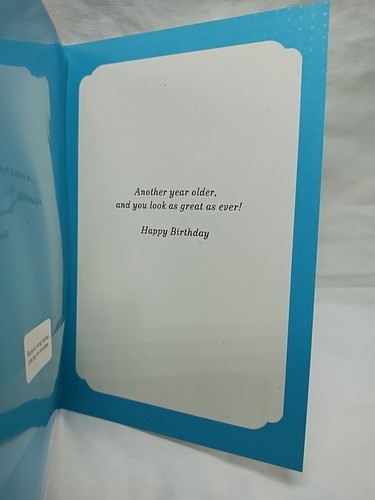 Another year older,
and you look as great as ever!
Happy Birthday